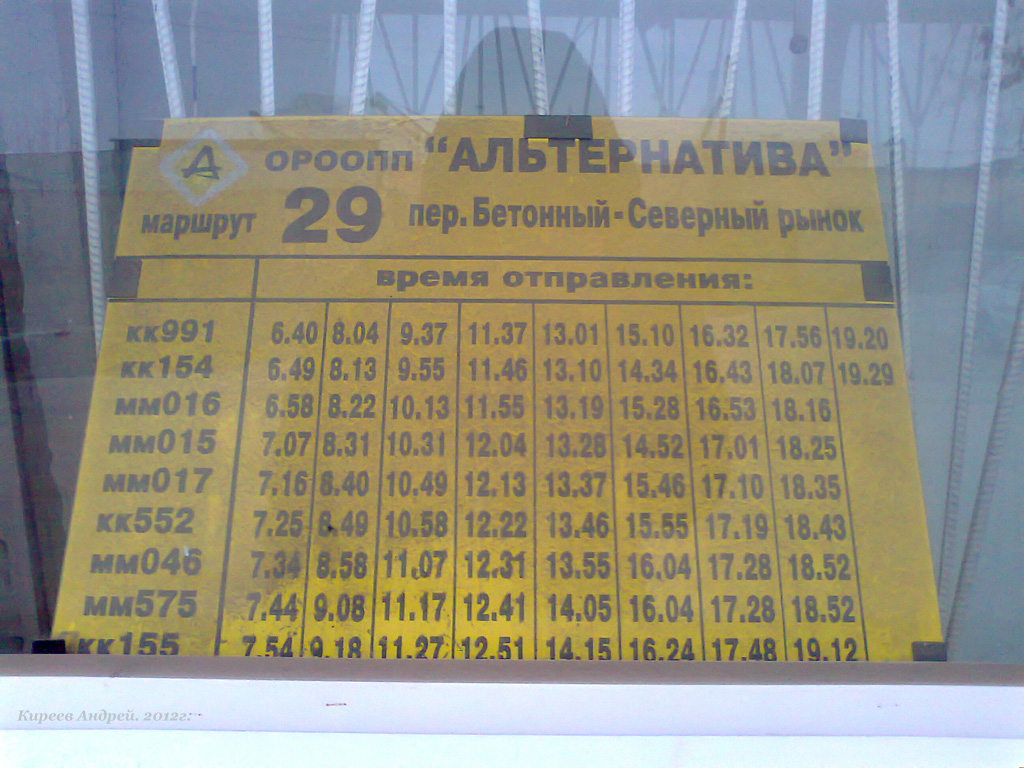 ОРООПП "АЛЬТЕРНАТИВА"
маршрут 29 пер. Бетонный - Северный рынок
время отправления:
кк991 6.40 8.04 9.37 11.37 13.01 15.10 16.32 17.56 19.20
кк154 6.49 8.13 9.55 11.46 13.10 14.34 16.43 18.07 19.29
мм016 6.58 8.22 10.13 11.55 13.19 15.28 16.53 18.16
мм015 7.07 8.31 10.31 12.04 13.28 14.52 17.01 18.25
мм017 7.16 8.40 10.49 12.13 13.37 15.46 17.10 18.35
кк552 7.25 8.49 10.58 12.22 13.46 15.55 17.19 18.43
мм046 7.34 8.58 11.07 12.31 13.55 16.04 17.28 18.52
мм575 7.44 9.08 11.17 12.41 14.05 16.04 17.28 18.52
кк155 7.54 9.18 11.27 12.51 14.15 16.24 17.48 19.12
Киреев Андрей. 2012г.